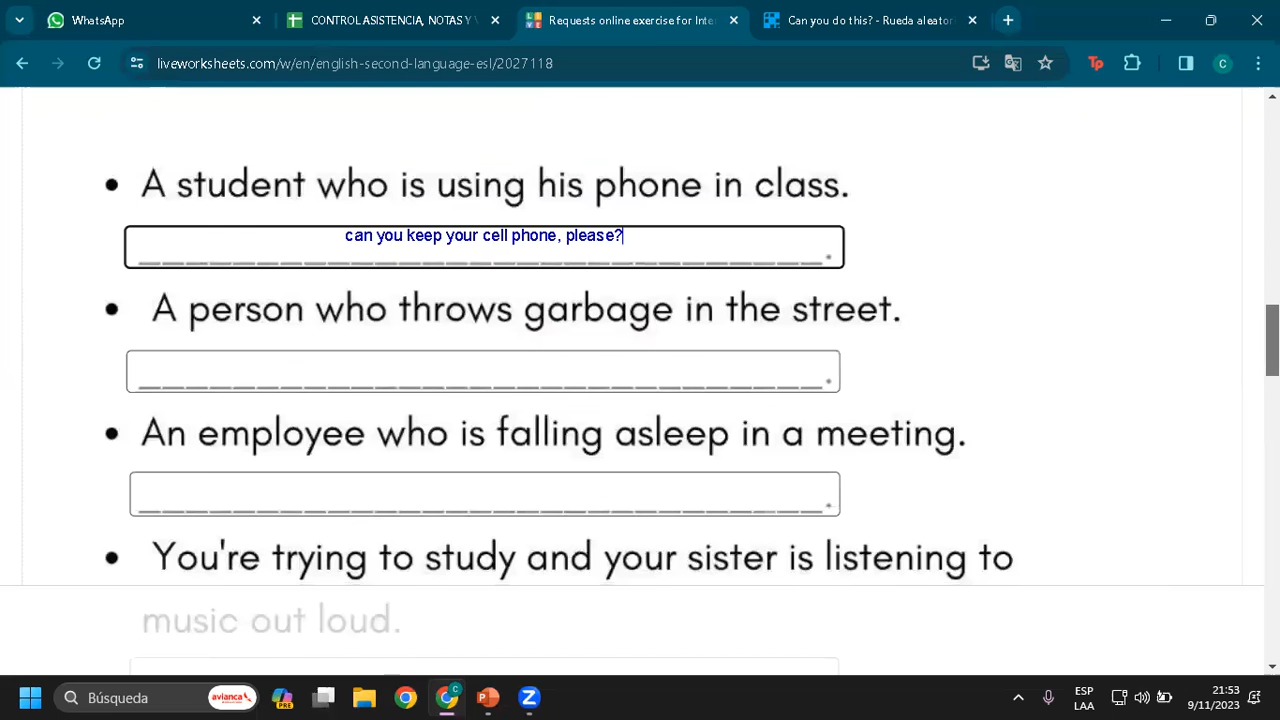 WhatsApp
CONTROL ASISTENCIA, NOTAS Y
Requests online exercise for Inte
Can you do this? - Rueda aleator
liveworksheets.com/w/en/english-second-language-esl/2027118
Tp
C
• A student who is using his phone in class.
can you keep your cell phone, please?
• A person who throws garbage in the street.
• An employee who is falling asleep in a meeting.
• You're trying to study and your sister is listening to
music out loud.
Búsqueda
avianca
PRE
ESP
LAA
21:53
9/11/2023